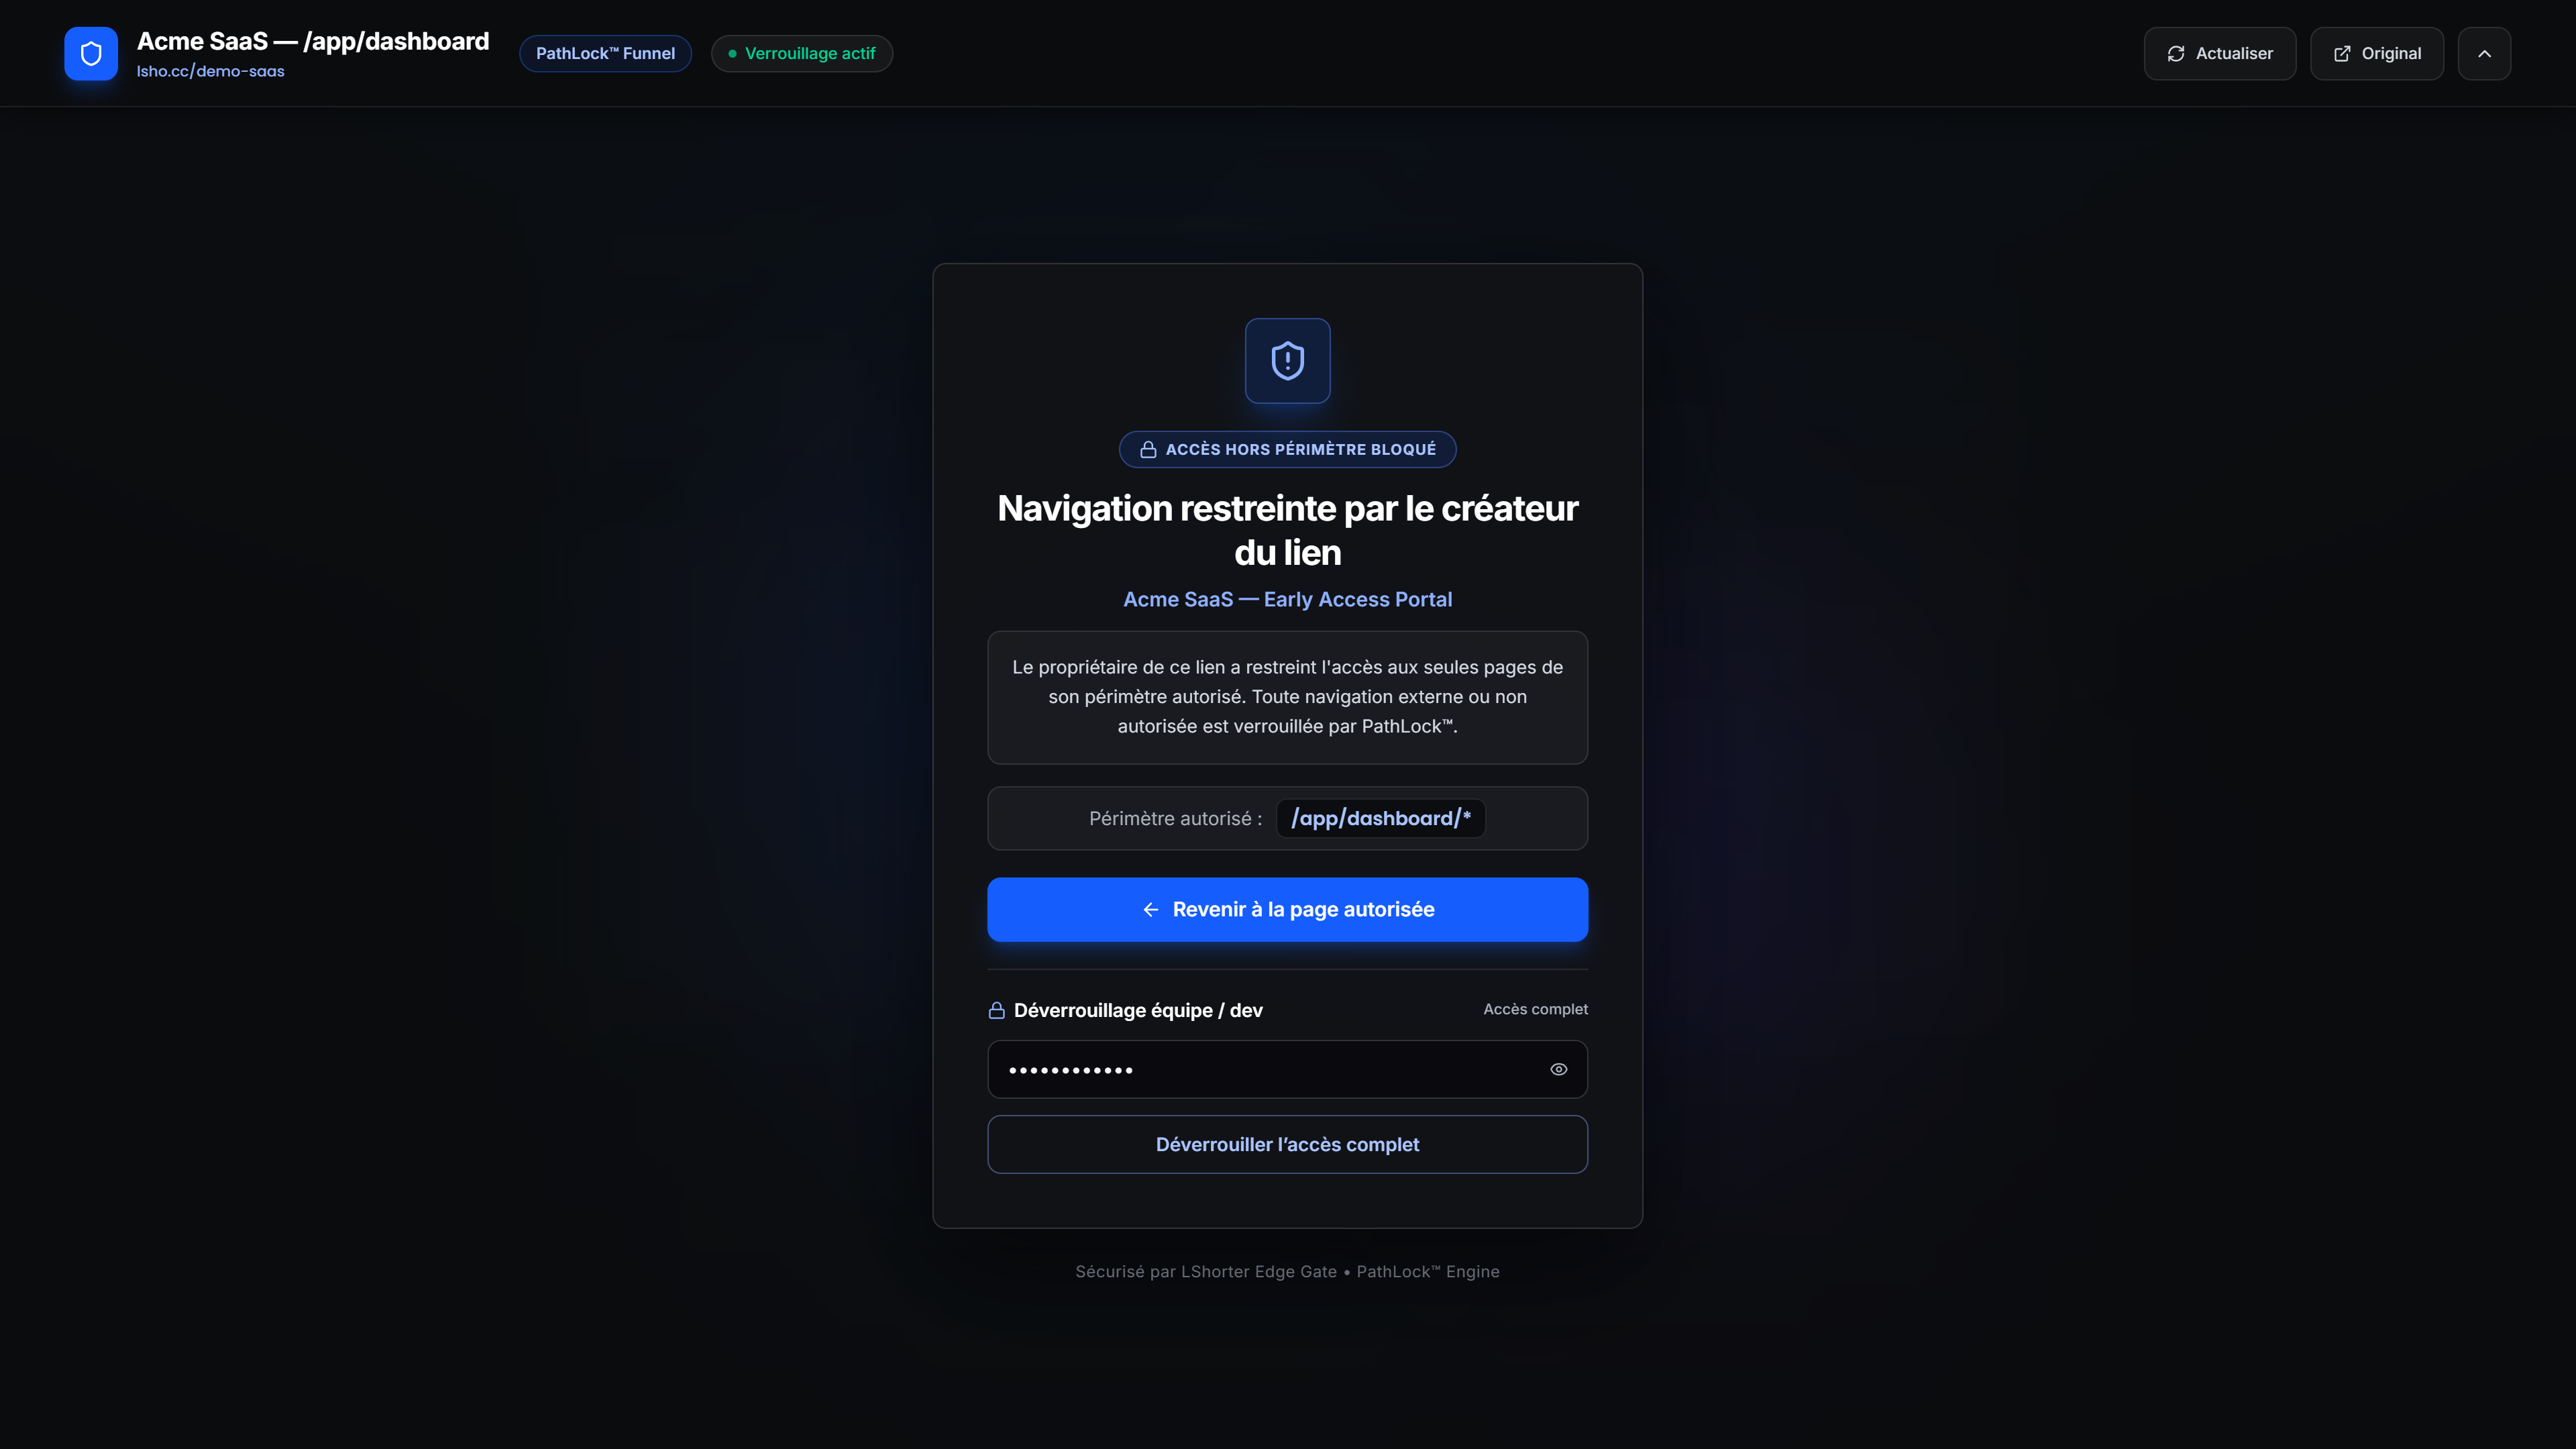 Acme SaaS — /app/dashboard
lsho.cc/demo-saas
PathLock™ Funnel
Verrouillage actif
Actualiser
Original
ACCÈS HORS PÉRIMÈTRE BLOQUÉ
Navigation restreinte par le créateur
du lien
Acme SaaS — Early Access Portal
Le propriétaire de ce lien a restreint l'accès aux seules pages de
son périmètre autorisé. Toute navigation externe ou non
autorisée est verrouillée par PathLock™.
Périmètre autorisé : /app/dashboard/*
← Revenir à la page autorisée
Déverrouillage équipe / dev
Accès complet
••••••••••••
Déverrouiller l’accès complet
Sécurisé par LShorter Edge Gate • PathLock™ Engine